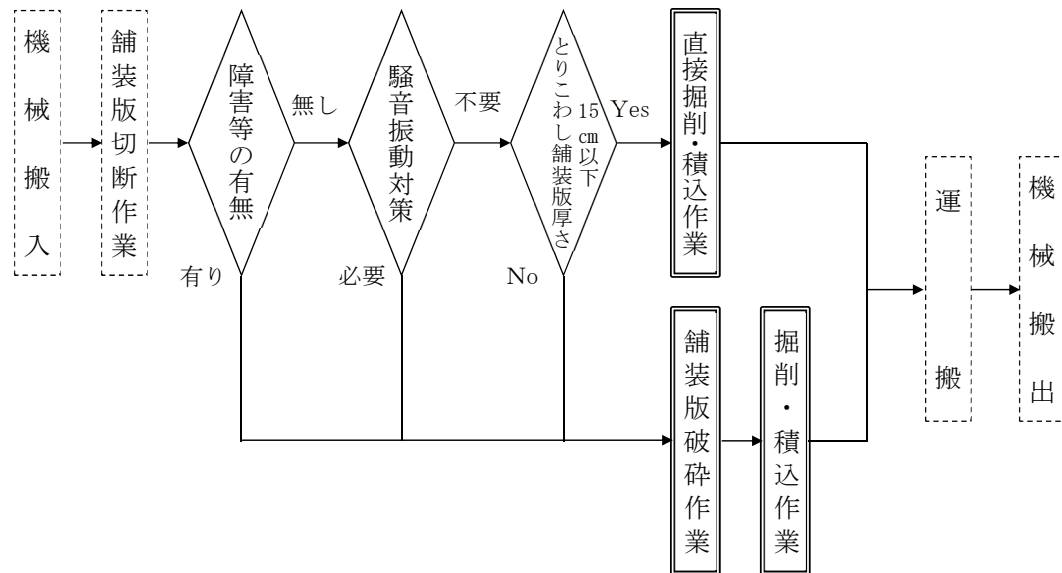 機械搬入
舗装版切断作業
障害等の有無
無し
有り
騒音振動対策
不要
必要
とりこわし舗装版厚さ
15cm以下
Yes
No
直接掘削・積込作業
舗装版破砕作業
掘削・積込作業
運搬
機械搬出